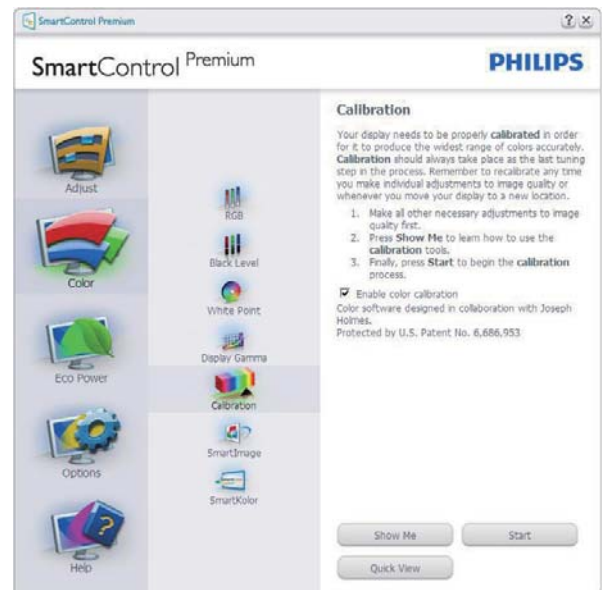 SmartControl Premium
? ×
SmartControl Premium
PHILIPS
Adjust
Color
Eco Power
Options
Help
RGB
Black Level
White Point
Display Gamma
Calibration
SmartImage
SmartKolor
Calibration
Your display needs to be properly calibrated in order
for it to produce the widest range of colors accurately.
Calibration should always take place as the last tuning
step in the process. Remember to recalibrate any time
you make individual adjustments to image quality or
whenever you move your display to a new location.
1. Make all other necessary adjustments to image
quality first.
2. Press Show Me to learn how to use the
calibration tools.
3. Finally, press Start to begin the calibration
process.
Enable color calibration
Color software designed in collaboration with Joseph
Holmes.
Protected by U.S. Patent No. 6,686,953
Show Me
Start
Quick View